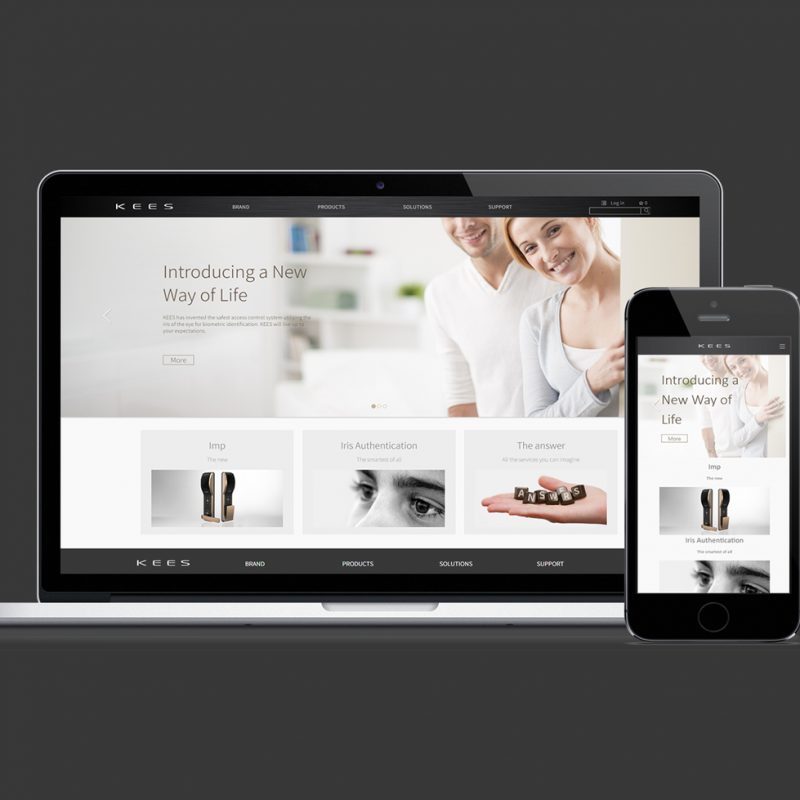 KEES BRAND PRODUCTS SOLUTIONS SUPPORT Log in 0
Introducing a New
Way of Life
KEES has invented the safest access control system utilizing the
iris of the eye for biometric identification. KEES will live up to
your expectations.
More
Imp
The new
Iris Authentication
The smartest of all
The answer
All the services you can imagine
ANSWRS
KEES BRAND PRODUCTS SOLUTIONS SUPPORT
KEES
Introducing a
New Way of
Life
More
Imp
The new
Iris Authentication
The smartest of all